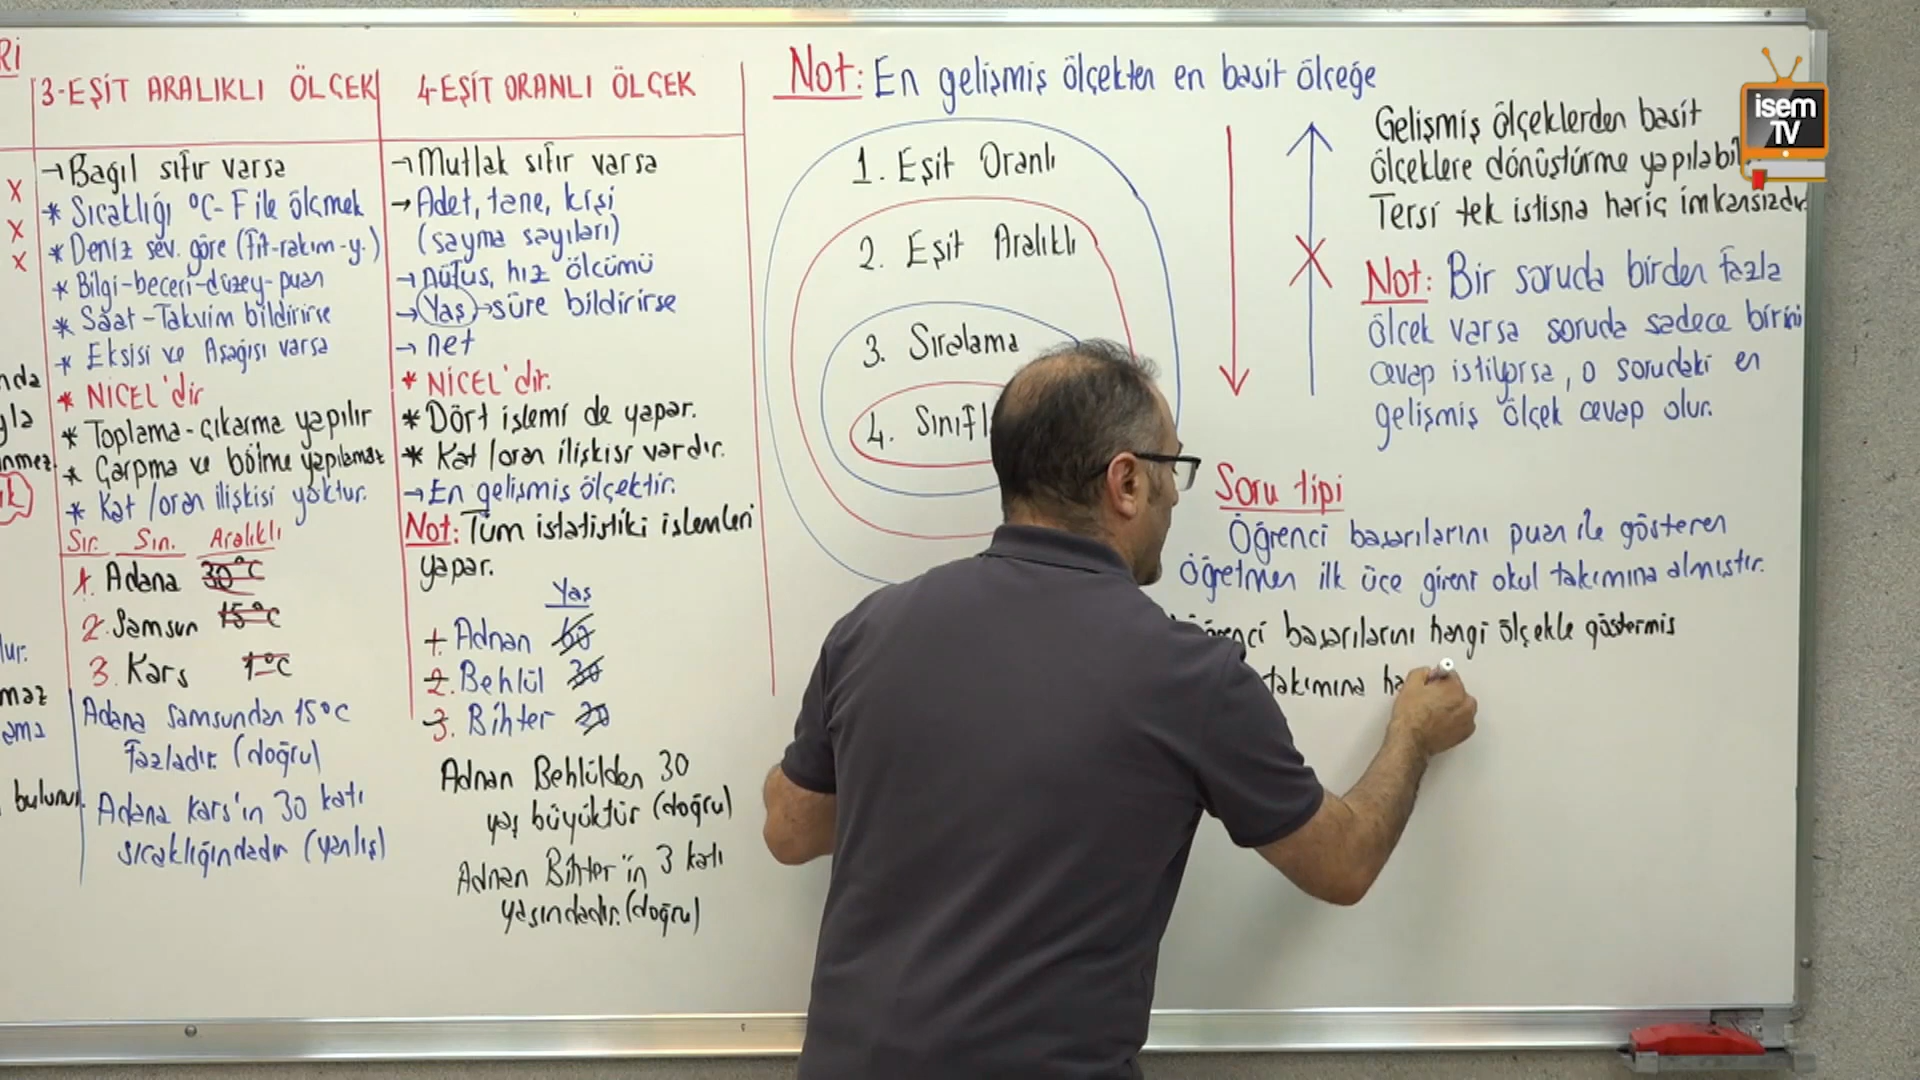 Rİ
3-EŞİT ARALIKLI ÖLÇEK
→ Bağıl sıfır varsa
* Sıcaklığı °C-F ile ölçmek
* Deniz sev. göre (fit-rakım-y.)
* Bilgi-beceri-düzey-puan
* Saat-Takvim bildirirse
* Eksisi ve Aşağısı varsa
* NİCEL'dir
* Toplama-çıkarma yapılır
* Çarpma ve bölme yapılamaz
* Kat/oran ilişkisi yoktur.
Sır. Sın. Aralıklı
1. Adana 30°C
2. Samsun 15°C
3. Kars 1°C
Adana Samsundan 15°C
fazladır. (doğru)
Adana Kars'ın 30 katı
sıcaklığındadır (yanlış)
4-EŞİT ORANLI ÖLÇEK
→ Mutlak sıfır varsa
→ Adet, tane, kişi
(sayma sayıları)
→ nüfus, hız ölçümü
→ Yaş → süre bildirirse
→ net
* NİCEL'dir.
* Dört işlemi de yapar.
* Kat/oran ilişkisi vardır.
→ En gelişmiş ölçektir.
Not: Tüm istatistiki işlemleri
yapar.
Yaş
1. Adnan 60
2. Behlül 30
3. Bihter 20
Adnan Behlülden 30
yaş büyüktür (doğru)
Adnan Bihter'in 3 katı
yaşındadır. (doğru)
Not: En gelişmiş ölçekten en basit ölçeğe
1. Eşit Oranlı
2. Eşit Aralıklı
3. Sıralama
4. Sınıfl
Gelişmiş ölçeklerden basit
ölçeklere dönüştürme yapılabil
Tersi tek istisna hariç imkansızdır
Not: Bir soruda birden fazla
ölçek varsa soruda sadece birini
cevap istiyorsa, o sorudaki en
gelişmiş ölçek cevap olur.
Soru tipi
Öğrenci başarılarını puan ile gösteren
Öğretmen ilk üçe gireni okul takımına almıştır.
başarılarını hangi ölçekle göstermiş
takımına ha
isem
TV